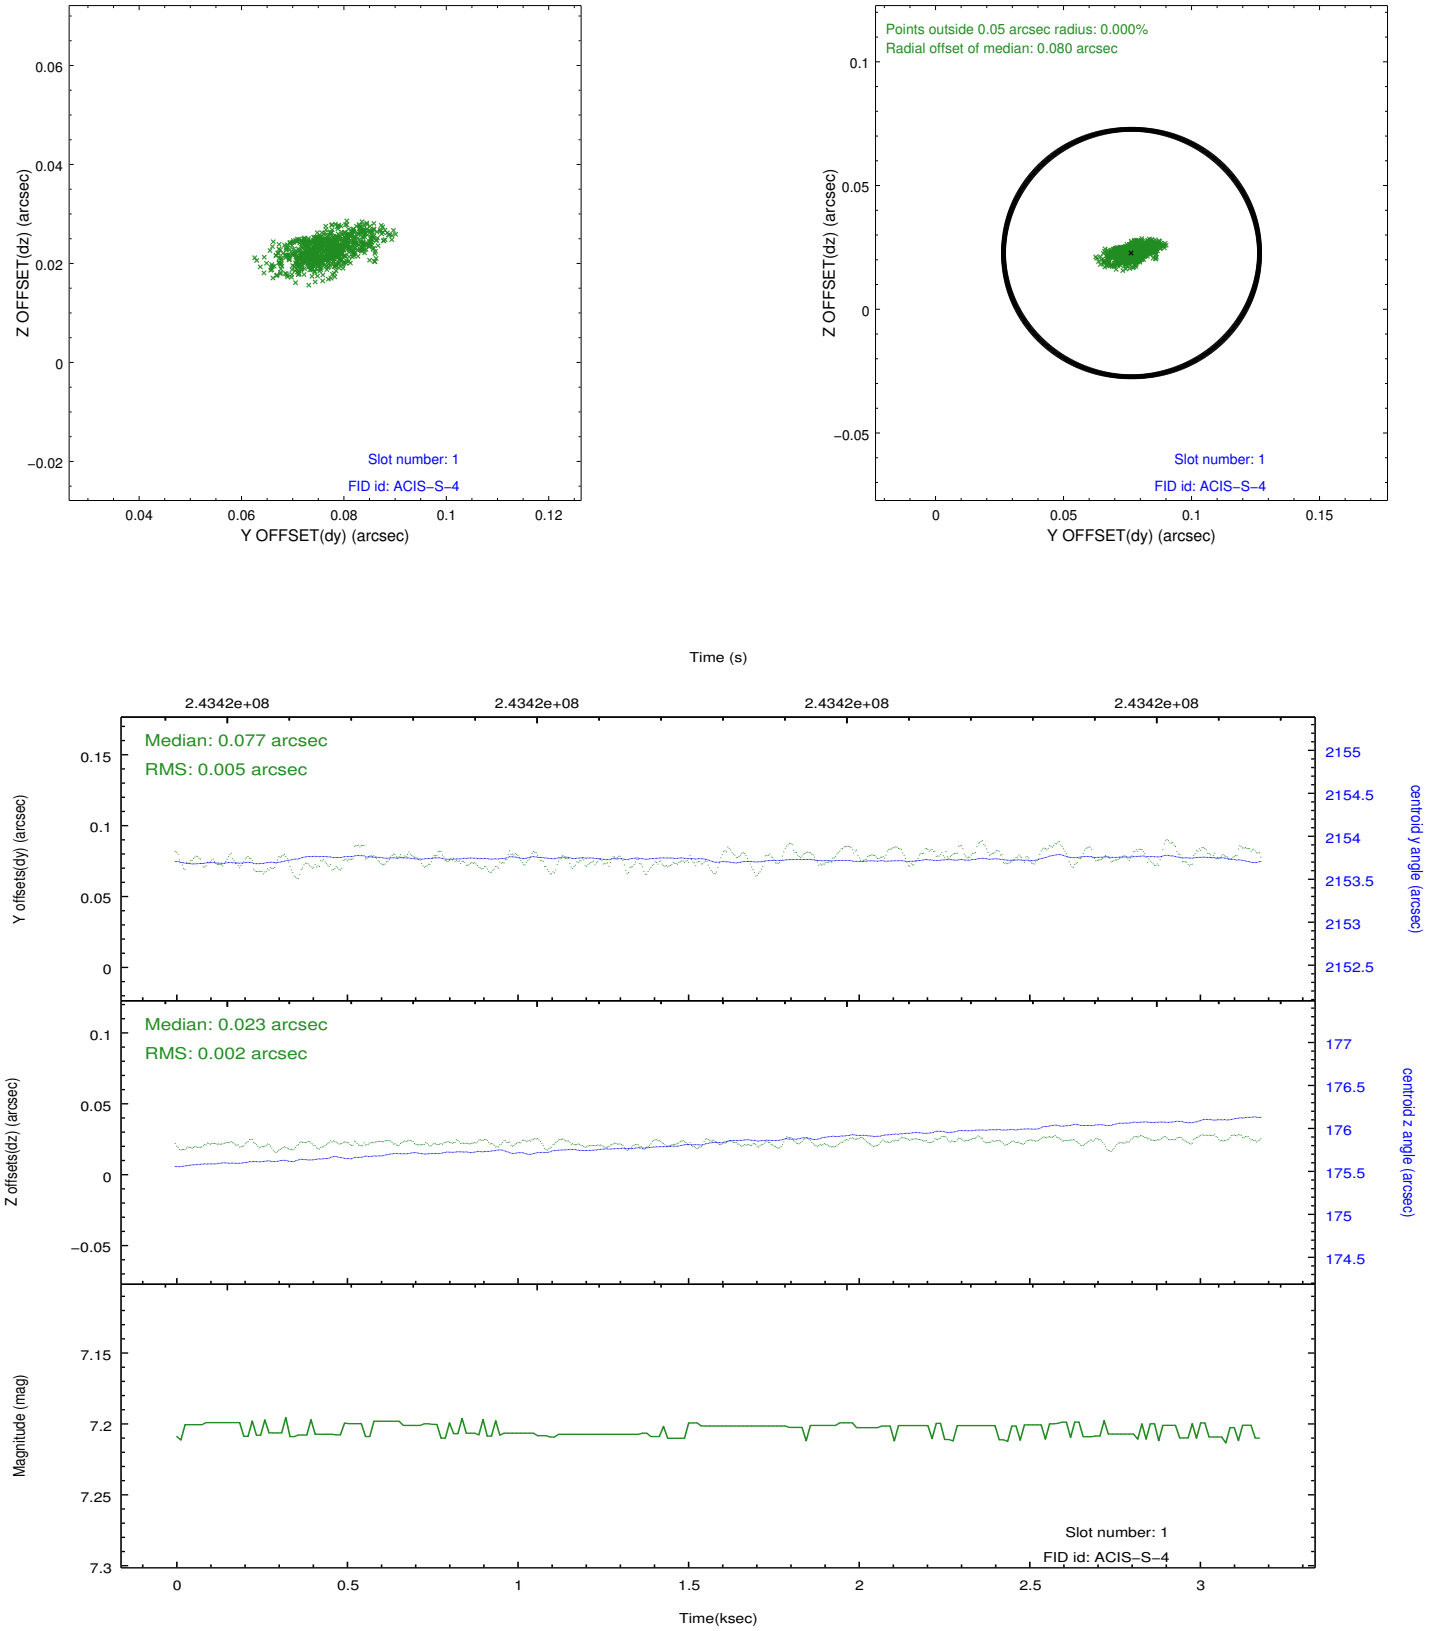 0.06
0.04
0.02
0
−0.02
Z OFFSET(dz) (arcsec)
Slot number: 1
FID id: ACIS−S−4
0.04 0.06 0.08 0.1 0.12
Y OFFSET(dy) (arcsec)
Points outside 0.05 arcsec radius: 0.000%
Radial offset of median: 0.080 arcsec
0.1
0.05
0
−0.05
Z OFFSET(dz) (arcsec)
Slot number: 1
FID id: ACIS−S−4
0 0.05 0.1 0.15
Y OFFSET(dy) (arcsec)
Time (s)
2.4342e+08 2.4342e+08 2.4342e+08 2.4342e+08
Median: 0.077 arcsec
RMS: 0.005 arcsec
0.15
0.1
0.05
0
Y offsets(dy) (arcsec)
2155
2154.5
2154
2153.5
2153
2152.5
centroid y angle (arcsec)
Median: 0.023 arcsec
RMS: 0.002 arcsec
0.1
0.05
0
−0.05
Z offsets(dz) (arcsec)
177
176.5
176
175.5
175
174.5
centroid z angle (arcsec)
7.15
7.2
7.25
7.3
Magnitude (mag)
Slot number: 1
FID id: ACIS−S−4
0 0.5 1 1.5 2 2.5 3
Time(ksec)